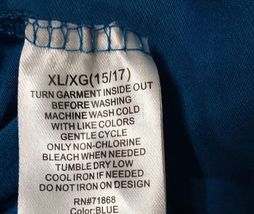 XL/XG(15/17)
TURN GARMENT INSIDE OUT
BEFORE WASHING
MACHINE WASH COLD
WITH LIKE COLORS
GENTLE CYCLE
ONLY NON-CHLORINE
BLEACH WHEN NEEDED
TUMBLE DRY LOW
COOL IRON IF NEEDED
DO NOT IRON ON DESIGN
RN#71868
Color:BLUE